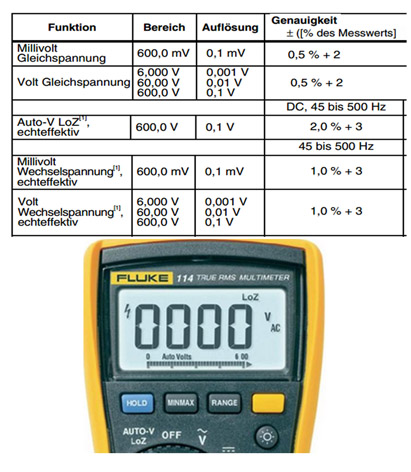 Funktion Bereich Auflösung Genauigkeit
± ([% des Messwerts]
Millivolt
Gleichspannung 600,0 mV 0,1 mV 0,5 % + 2
Volt Gleichspannung 6,000 V 0,001 V 0,5 % + 2
60,00 V 0,01 V
600,0 V 0,1 V
DC, 45 bis 500 Hz
Auto-V LoZ[1],
echteffektiv 600,0 V 0,1 V 2,0 % + 3
45 bis 500 Hz
Millivolt
Wechselspannung[1], 600,0 mV 0,1 mV 1,0 % + 3
echteffektiv
Volt 6,000 V 0,001 V
Wechselspannung[1], 60,00 V 0,01 V 1,0 % + 3
echteffektiv 600,0 V 0,1 V
FLUKE 114 TRUE RMS MULTIMETER
LoZ
0000 V
AC
0 Auto Volts 6 00
HOLD MINMAX RANGE
AUTO-V
LoZ OFF V